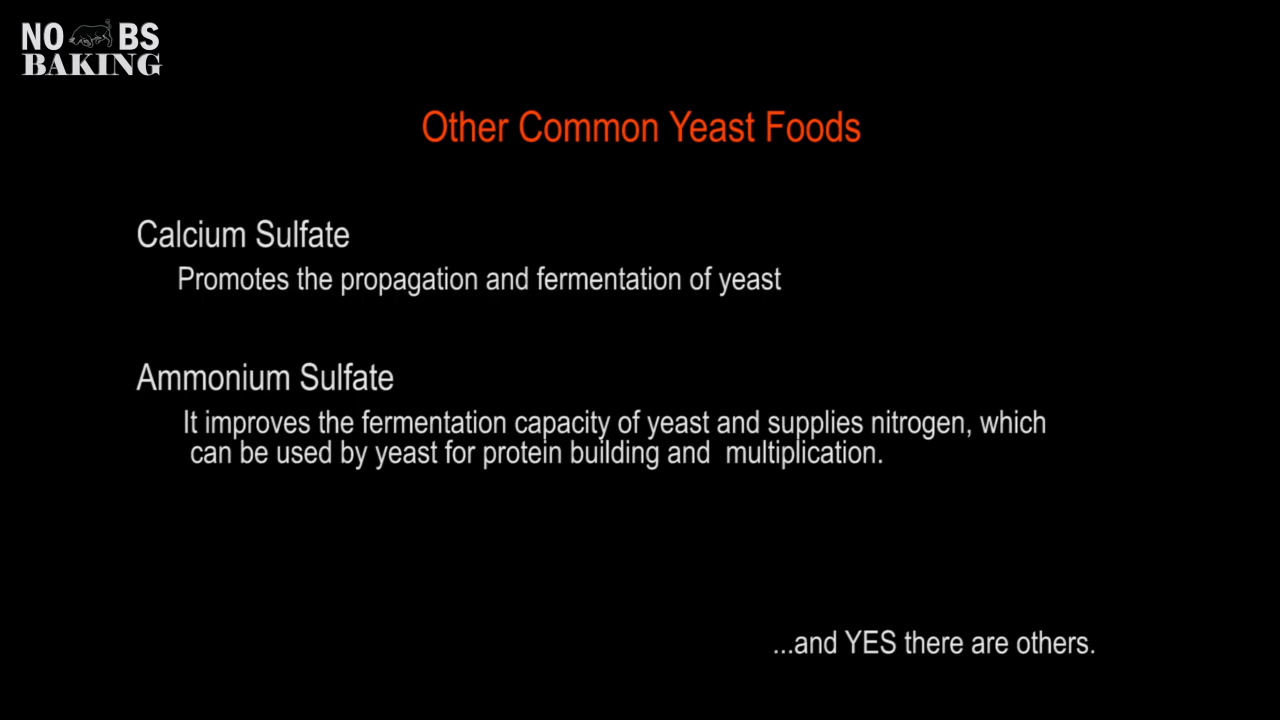 NO BS
BAKING
Other Common Yeast Foods
Calcium Sulfate
Promotes the propagation and fermentation of yeast
Ammonium Sulfate
It improves the fermentation capacity of yeast and supplies nitrogen, which
can be used by yeast for protein building and  multiplication.
...and YES there are others.